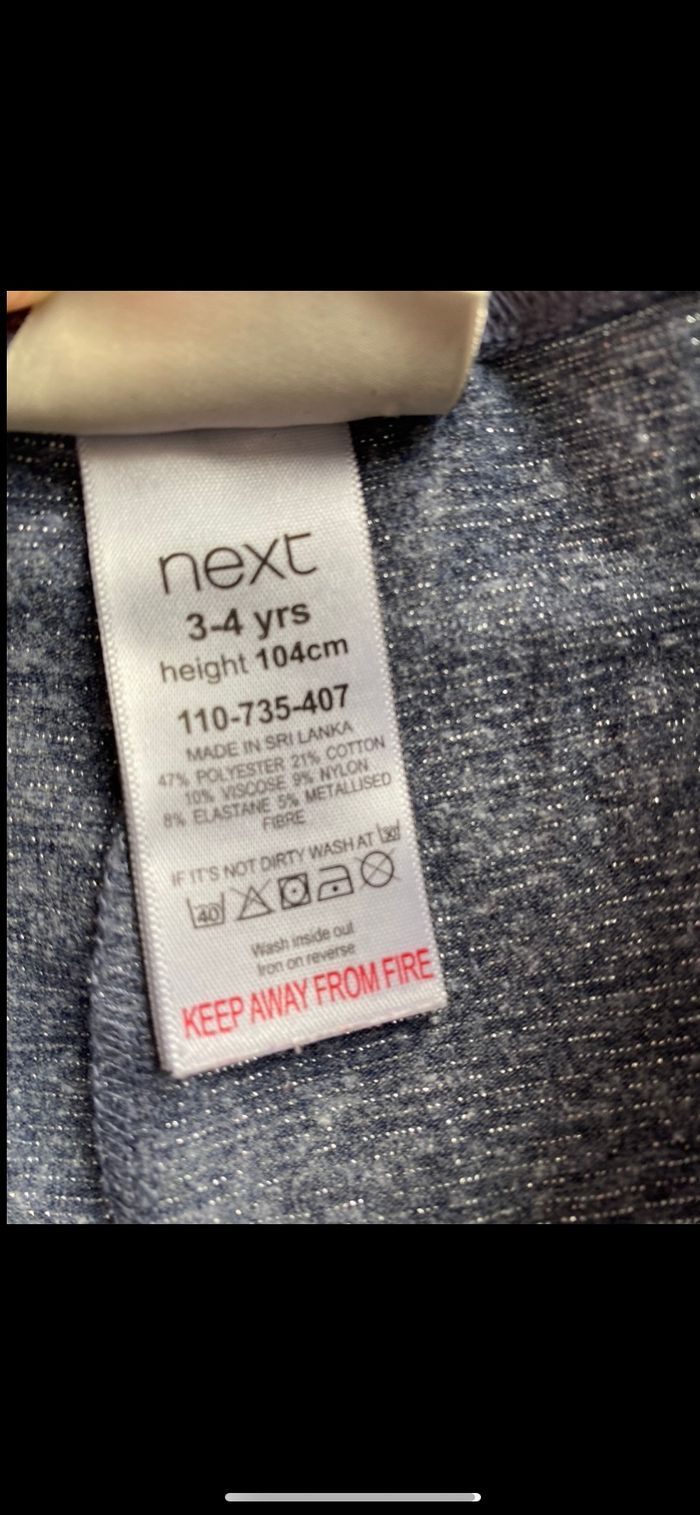 next
3-4 yrs
height 104cm
110-735-407
MADE IN SRI LANKA
47% POLYESTER 21% COTTON
10% VISCOSE 9% NYLON
8% ELASTANE 5% METALLISED
FIBRE
IF IT'S NOT DIRTY WASH AT 30
40
Wash inside out
Iron on reverse
KEEP AWAY FROM FIRE